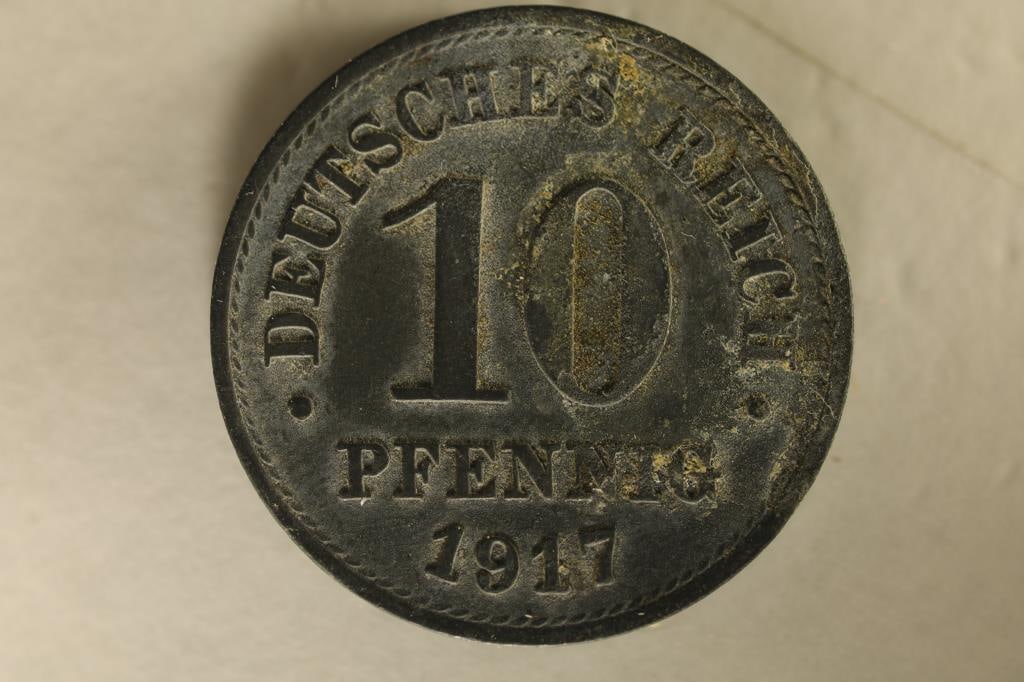 · DEUTSCHES REICH ·
10
PFENNIG
1917